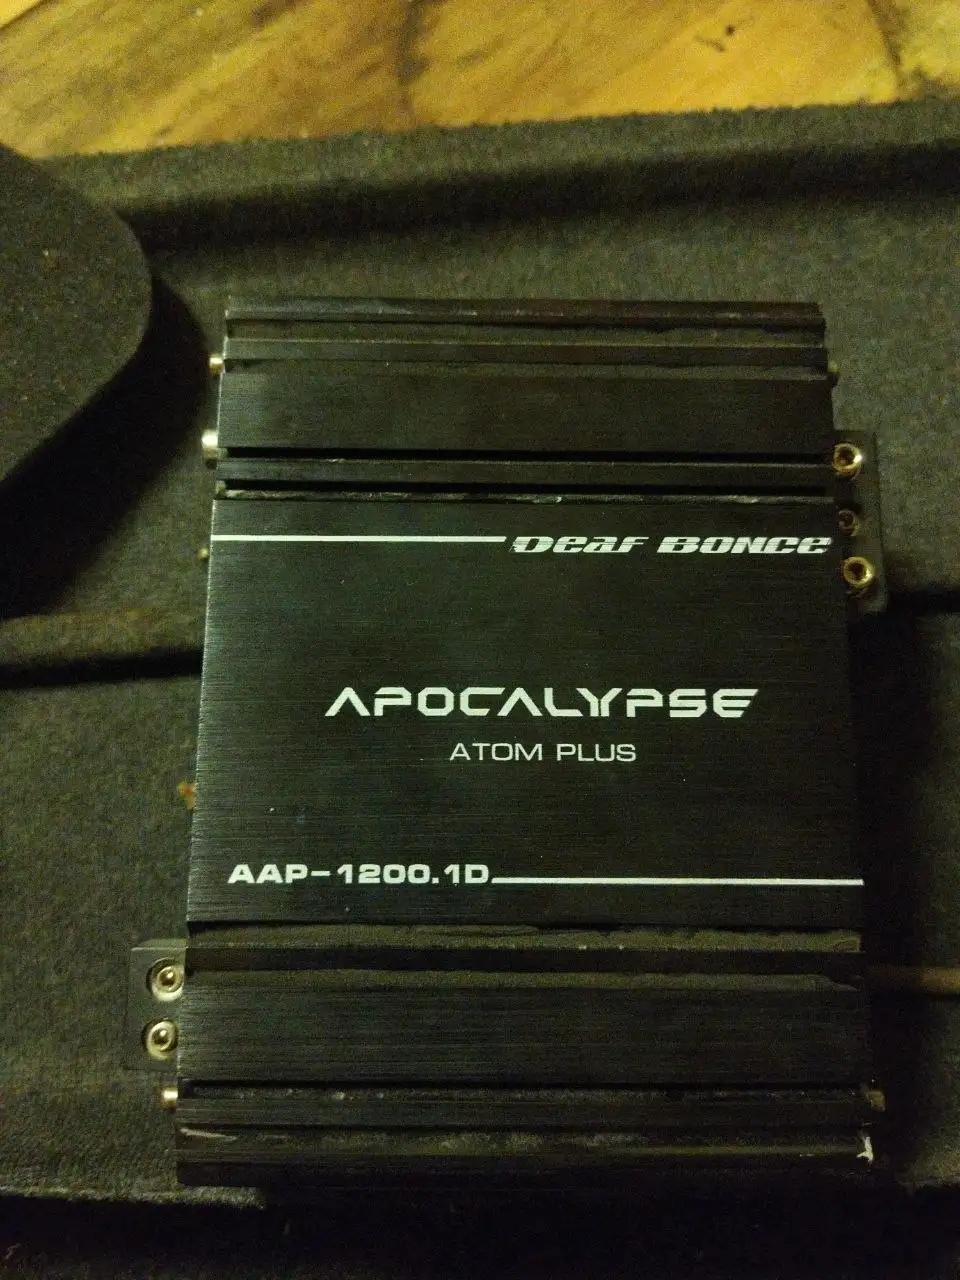 Deaf Bonce
APOCALYPSE
ATOM PLUS
AAP-1200.1D